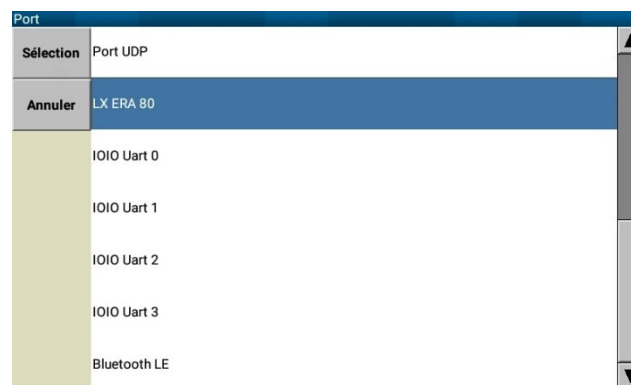 Port
Sélection
Port UDP
Annuler
LX ERA 80
IOIO Uart 0
IOIO Uart 1
IOIO Uart 2
IOIO Uart 3
Bluetooth LE